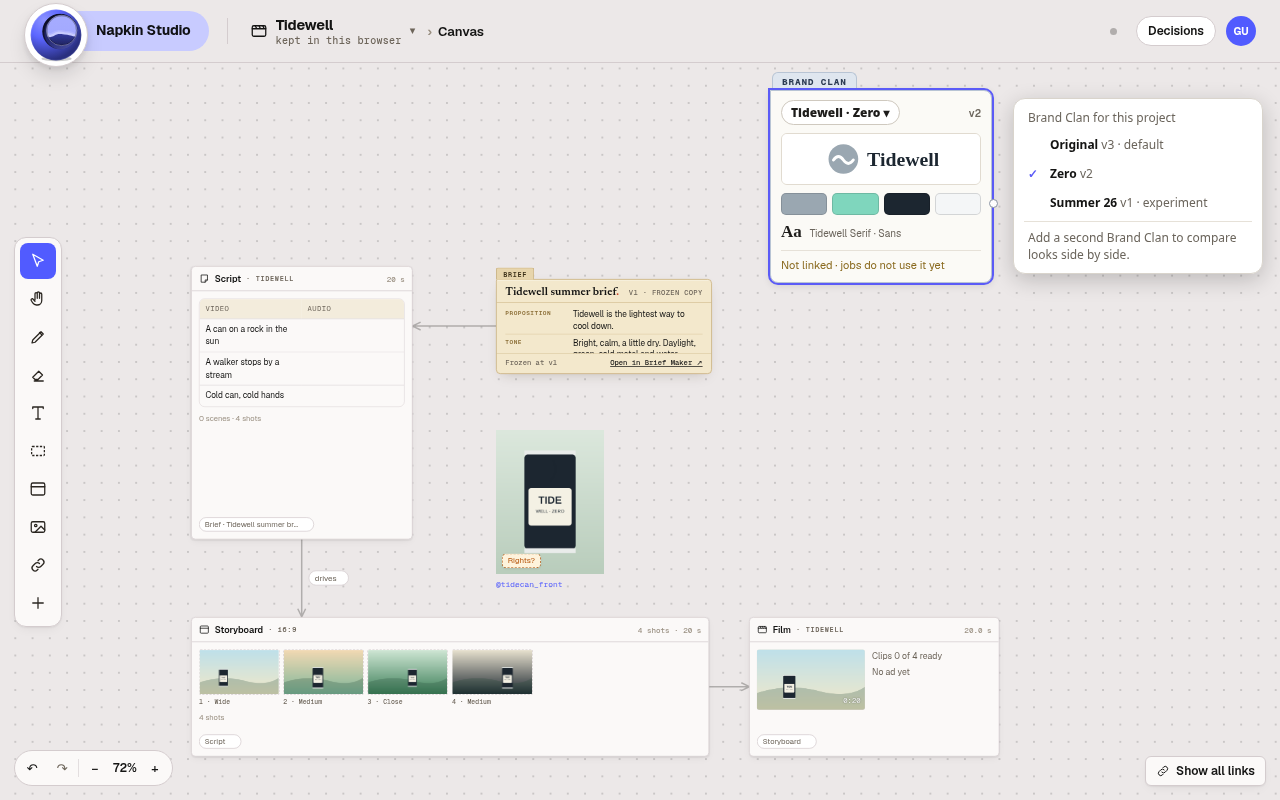 Napkin Studio
Tidewell
kept in this browser
▾
› Canvas
Decisions
GU
BRAND CLAN
Tidewell · Zero ▾
v2
Tidewell
Aa Tidewell Serif · Sans
Not linked · jobs do not use it yet
Brand Clan for this project
Original v3 · default
✓ Zero v2
Summer 26 v1 · experiment
Add a second Brand Clan to compare
looks side by side.
Script · TIDEWELL
20 s
VIDEO AUDIO
A can on a rock in the
sun
A walker stops by a
stream
Cold can, cold hands
0 scenes · 4 shots
Brief · Tidewell summer br…
BRIEF
Tidewell summer brief.
V1 · FROZEN COPY
PROPOSITION
Tidewell is the lightest way to
cool down.
TONE
Bright, calm, a little dry. Daylight,
Frozen at v1
Open in Brief Maker ↗
TIDE
WELL · ZERO
Rights?
@tidecan_front
drives
Storyboard · 16:9
4 shots · 20 s
1 · Wide
2 · Medium
3 · Close
4 · Medium
4 shots
Script
Film · TIDEWELL
20.0 s
0:20
Clips 0 of 4 ready
No ad yet
Storyboard
72%
Show all links